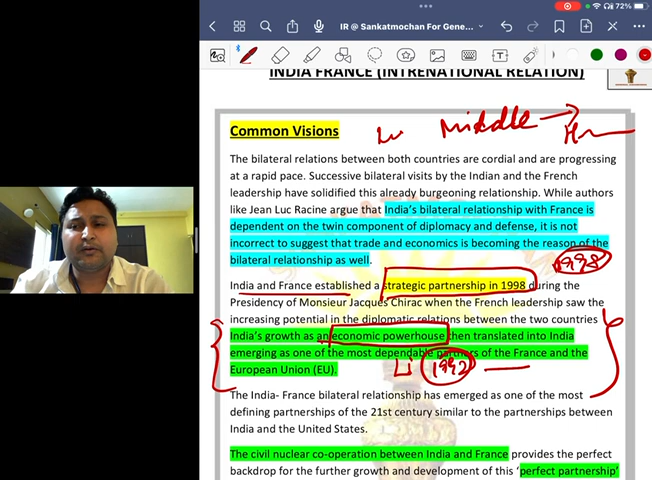 72%
IR @ Sankatmochan For Gene...
INDIA FRANCE (INTRENATIONAL RELATION)
Common Visions
Middle
The bilateral relations between both countries are cordial and are progressing
at a rapid pace. Successive bilateral visits by the Indian and the French
leadership have solidified this already burgeoning relationship. While authors
like Jean Luc Racine argue that India's bilateral relationship with France is
dependent on the twin component of diplomacy and defense, it is not
incorrect to suggest that trade and economics is becoming the reason of the
bilateral relationship as well.
1998
India and France established a strategic partnership in 1998 during the
Presidency of Monsieur Jacques Chirac when the French leadership saw the
increasing potential in the diplomatic relations between the two countries
India's growth as an economic powerhouse then translated into India
emerging as one of the most dependable partners of the France and the
European Union (EU).
1992
The India- France bilateral relationship has emerged as one of the most
defining partnerships of the 21st century similar to the partnerships between
India and the United States.
The civil nuclear co-operation between India and France provides the perfect
backdrop for the further growth and development of this 'perfect partnership'